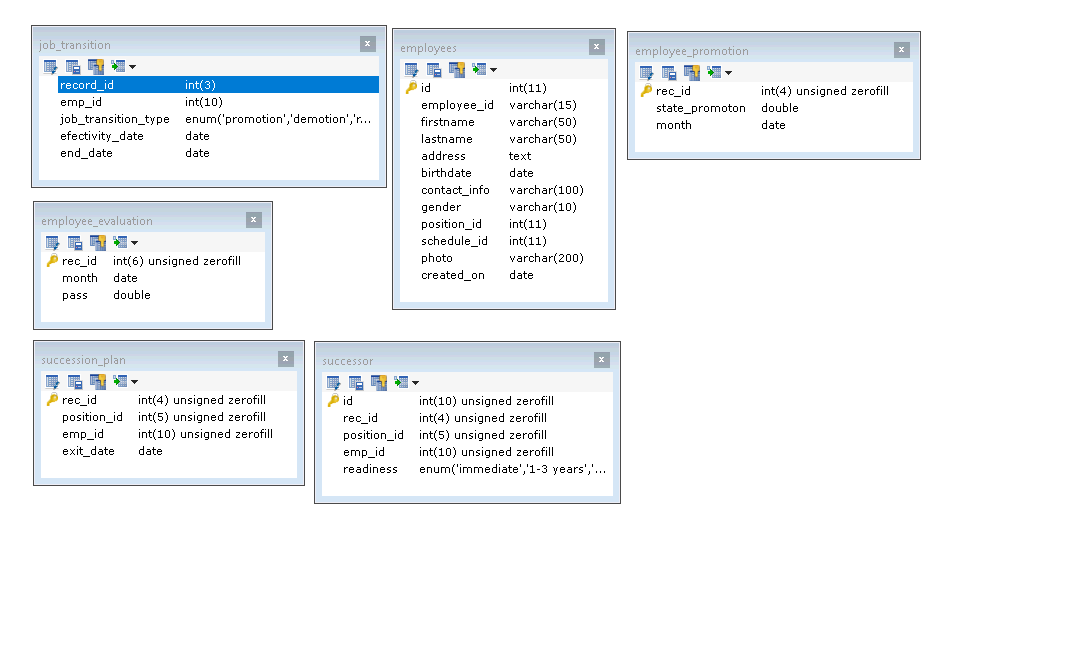 job_transition
record_id int(3)
emp_id int(10)
job_transition_type enum('promotion','demotion','r...
efectivity_date date
end_date date
employees
id int(11)
employee_id varchar(15)
firstname varchar(50)
lastname varchar(50)
address text
birthdate date
contact_info varchar(100)
gender varchar(10)
position_id int(11)
schedule_id int(11)
photo varchar(200)
created_on date
employee_promotion
rec_id int(4) unsigned zerofill
state_promoton double
month date
employee_evaluation
rec_id int(6) unsigned zerofill
month date
pass double
succession_plan
rec_id int(4) unsigned zerofill
position_id int(5) unsigned zerofill
emp_id int(10) unsigned zerofill
exit_date date
successor
id int(10) unsigned zerofill
rec_id int(4) unsigned zerofill
position_id int(5) unsigned zerofill
emp_id int(10) unsigned zerofill
readiness enum('immediate','1-3 years','...